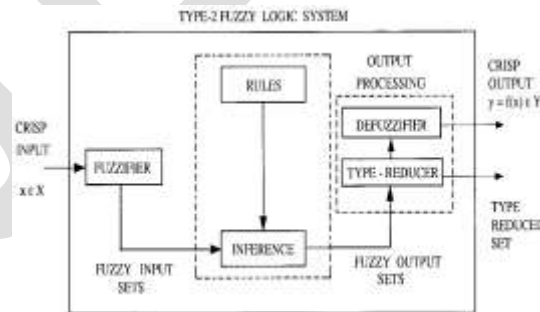 TYPE-2 FUZZY LOGIC SYSTEM
CRISP
INPUT
x ε X
FUZZIFIER
FUZZY INPUT
SETS
RULES
INFERENCE
OUTPUT
PROCESSING
DEFUZZIFIER
TYPE - REDUCER
FUZZY OUTPUT
SETS
CRISP
OUTPUT
y = f(x) ε Y
TYPE
REDUCED
SET